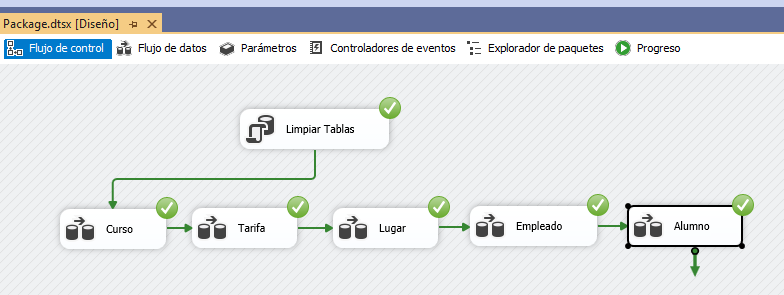 Package.dtsx [Diseño]
Flujo de control Flujo de datos Parámetros Controladores de eventos Explorador de paquetes Progreso
Limpiar Tablas
Curso Tarifa Lugar Empleado Alumno